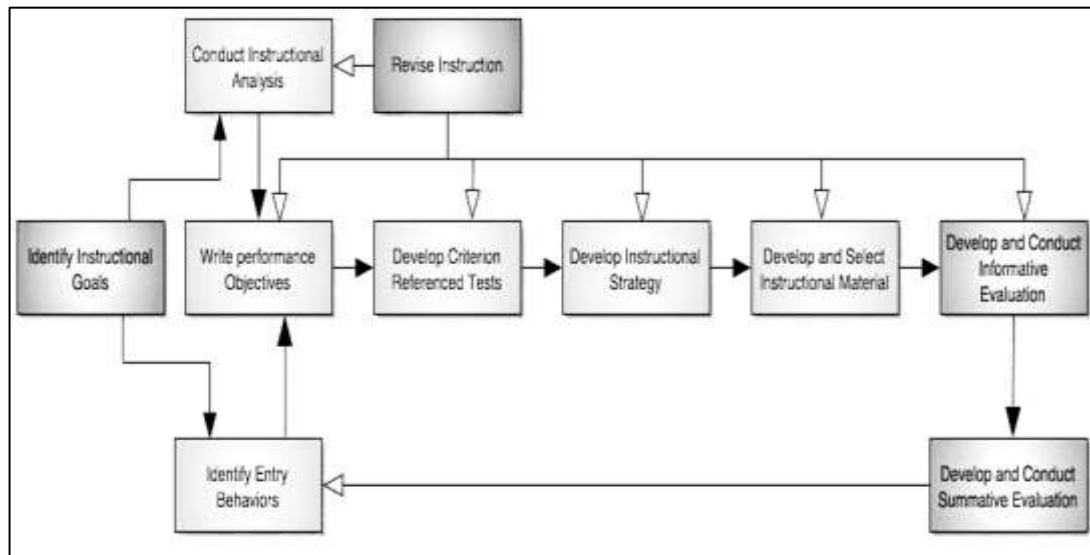 Conduct Instructional
Analysis
Revise Instruction
Identify Instructional
Goals
Write performance
Objectives
Develop Criterion
Referenced Tests
Develop Instructional
Strategy
Develop and Select
Instructional Material
Develop and Conduct
Informative
Evaluation
Identify Entry
Behaviors
Develop and Conduct
Summative Evaluation